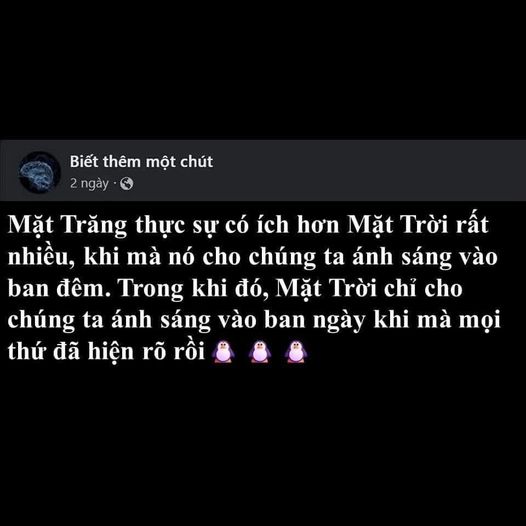 Biết thêm một chút
2 ngày ·
Mặt Trăng thực sự có ích hơn Mặt Trời rất
nhiều, khi mà nó cho chúng ta ánh sáng vào
ban đêm. Trong khi đó, Mặt Trời chỉ cho
chúng ta ánh sáng vào ban ngày khi mà mọi
thứ đã hiện rõ rồi 🐧 🐧 🐧